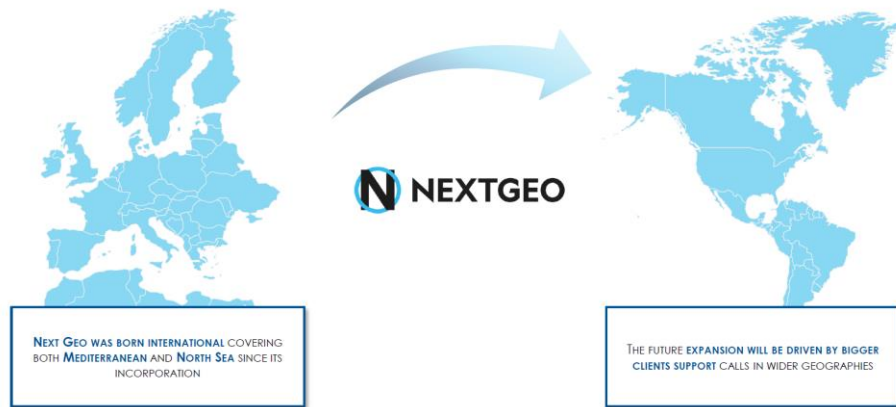 NEXTGEO
NEXT GEO WAS BORN INTERNATIONAL COVERING
BOTH MEDITERRANEAN AND NORTH SEA SINCE ITS
INCORPORATION
THE FUTURE EXPANSION WILL BE DRIVEN BY BIGGER
CLIENTS SUPPORT CALLS IN WIDER GEOGRAPHIES